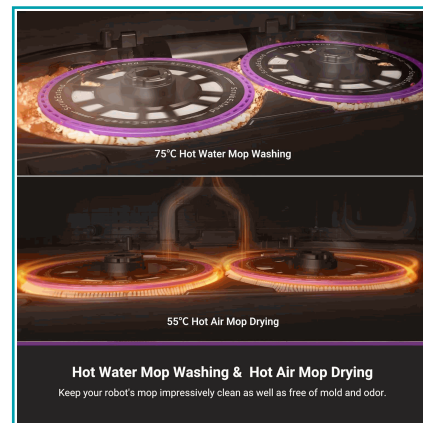 75°C Hot Water Mop Washing
55°C Hot Air Mop Drying
Hot Water Mop Washing & Hot Air Mop Drying
Keep your robot's mop impressively clean as well as free of mold and odor.